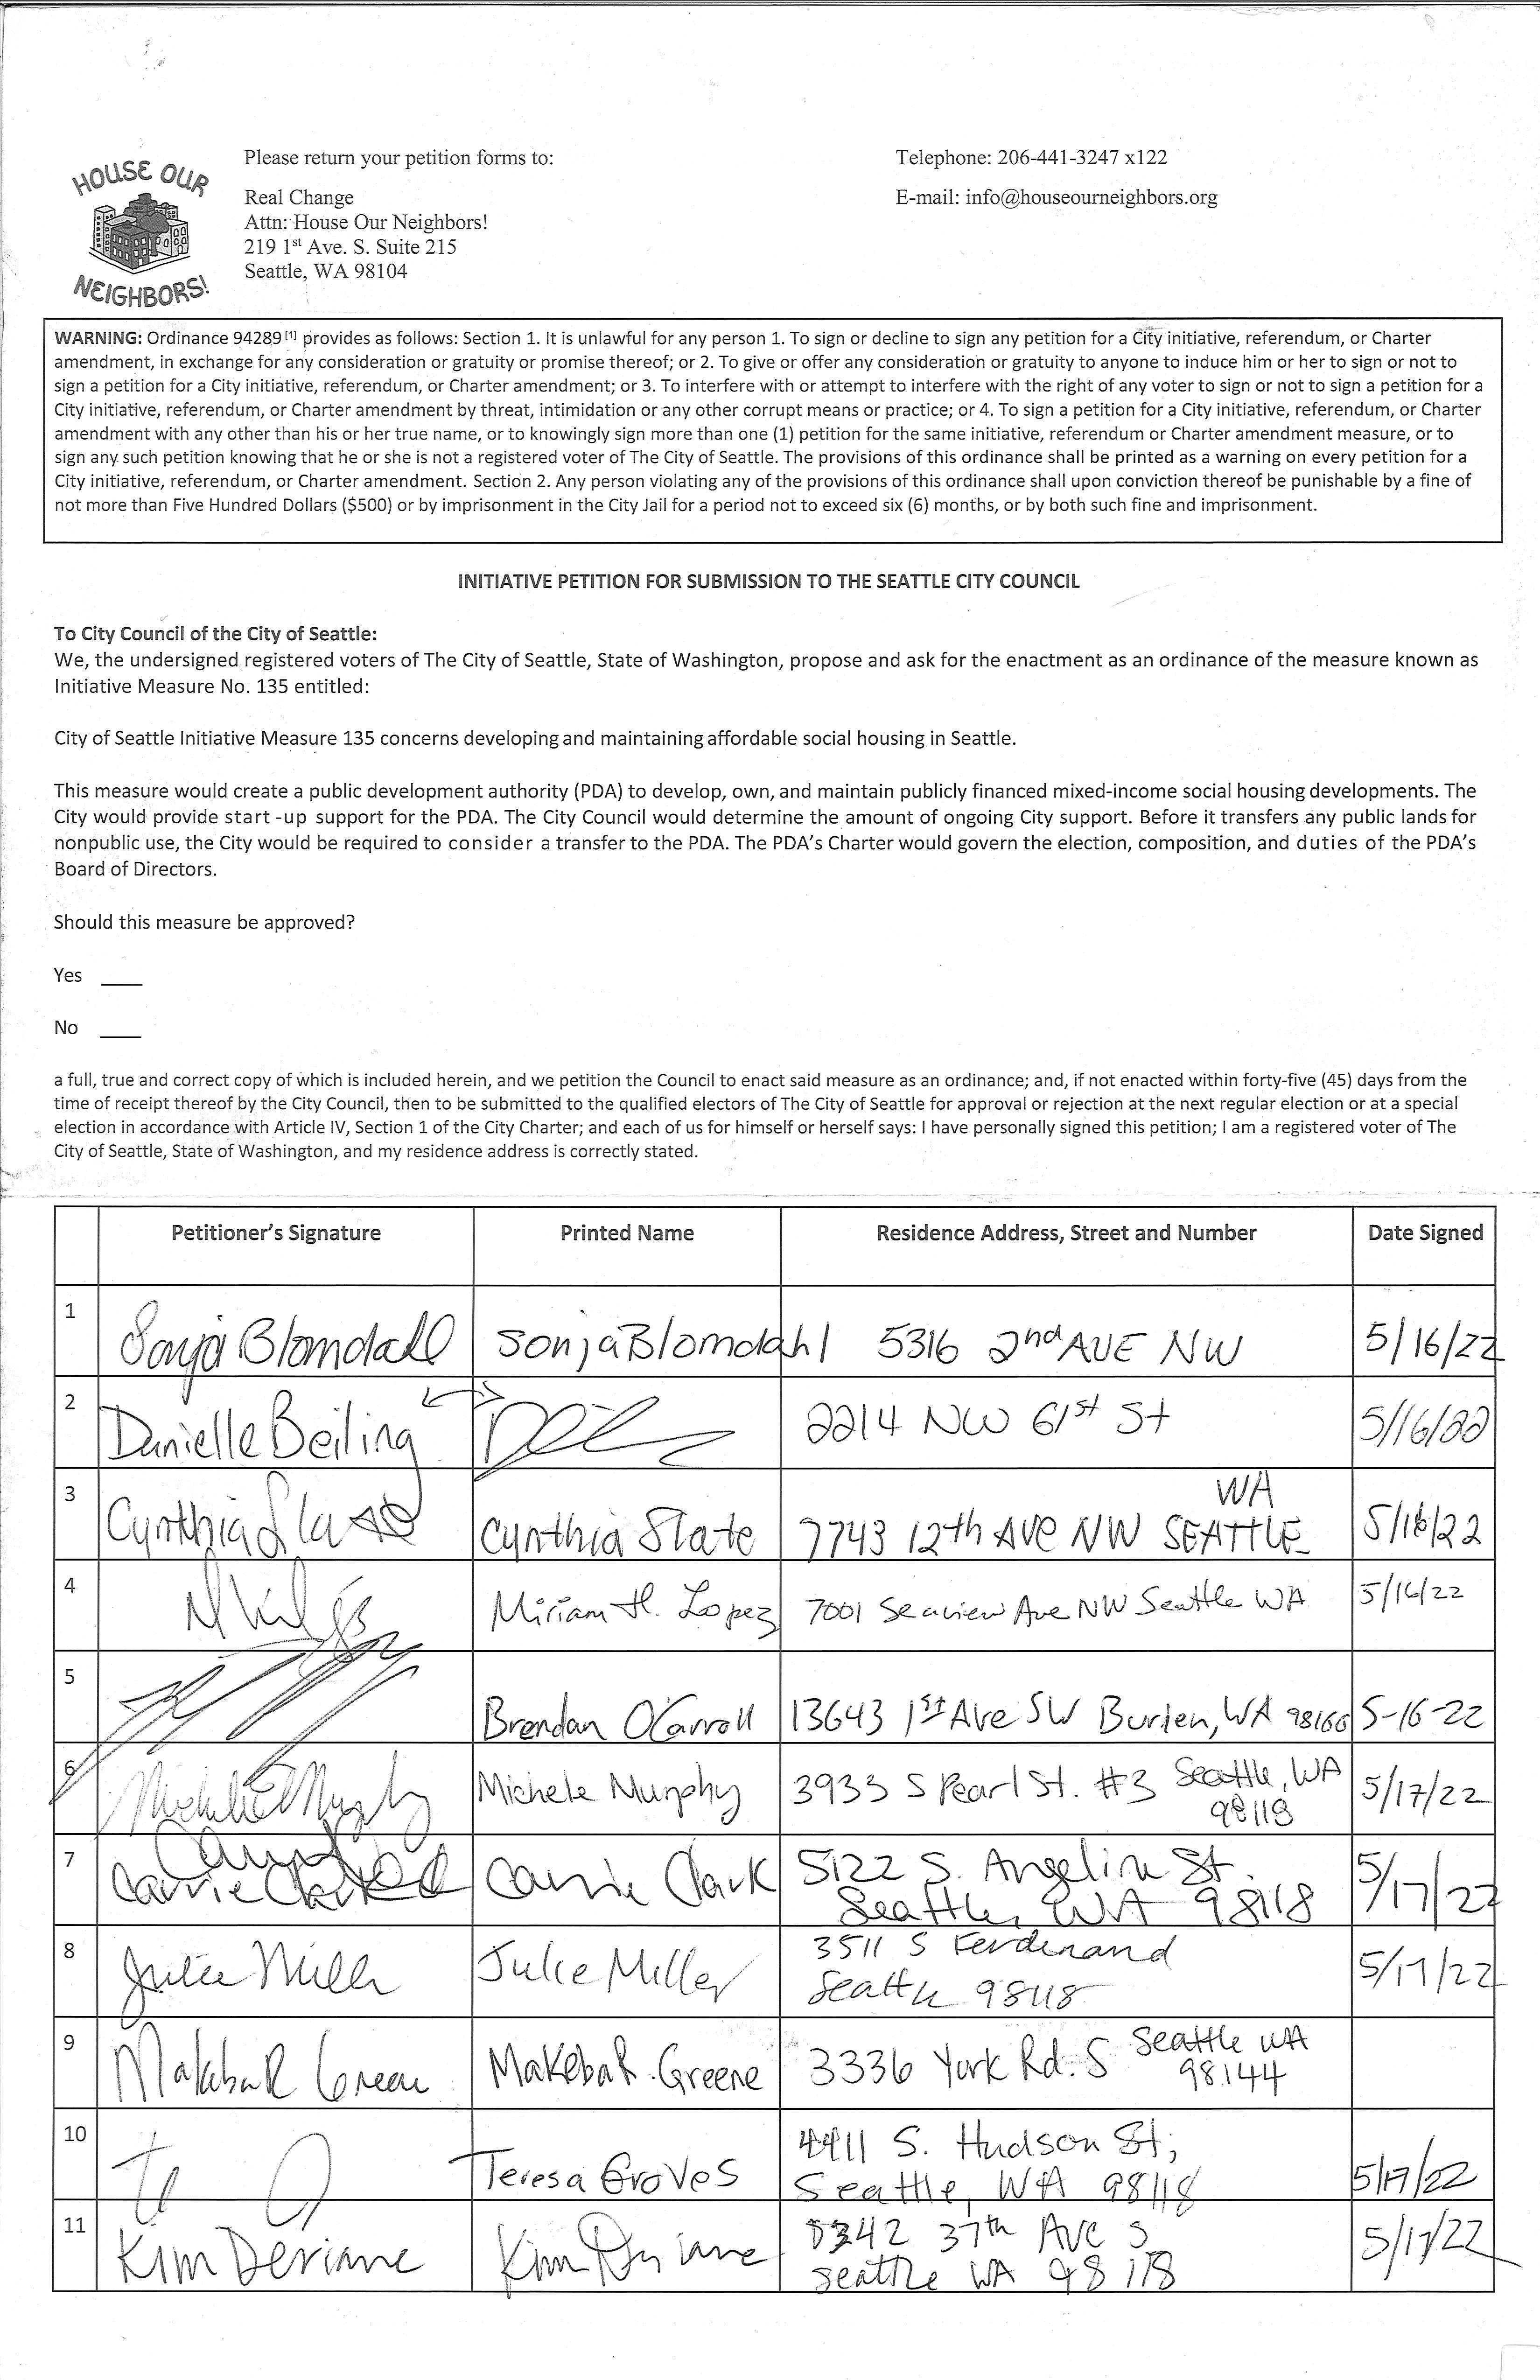 HOUSE OUR
NEIGHBORS!
Please return your petition forms to:
Real Change
Attn: House Our Neighbors!
219 1st Ave. S. Suite 215
Seattle, WA 98104
Telephone: 206-441-3247 x122
E-mail: info@houseourneighbors.org
WARNING: Ordinance 94289 [1] provides as follows: Section 1. It is unlawful for any person 1. To sign or decline to sign any petition for a City initiative, referendum, or Charter
amendment, in exchange for any consideration or gratuity or promise thereof; or 2. To give or offer any consideration or gratuity to anyone to induce him or her to sign or not to
sign a petition for a City initiative, referendum, or Charter amendment; or 3. To interfere with or attempt to interfere with the right of any voter to sign or not to sign a petition for a
City initiative, referendum, or Charter amendment by threat, intimidation or any other corrupt means or practice; or 4. To sign a petition for a City initiative, referendum, or Charter
amendment with any other than his or her true name, or to knowingly sign more than one (1) petition for the same initiative, referendum or Charter amendment measure, or to
sign any such petition knowing that he or she is not a registered voter of The City of Seattle. The provisions of this ordinance shall be printed as a warning on every petition for a
City initiative, referendum, or Charter amendment. Section 2. Any person violating any of the provisions of this ordinance shall upon conviction thereof be punishable by a fine of
not more than Five Hundred Dollars ($500) or by imprisonment in the City Jail for a period not to exceed six (6) months, or by both such fine and imprisonment.
INITIATIVE PETITION FOR SUBMISSION TO THE SEATTLE CITY COUNCIL
To City Council of the City of Seattle:
We, the undersigned registered voters of The City of Seattle, State of Washington, propose and ask for the enactment as an ordinance of the measure known as
Initiative Measure No. 135 entitled:
City of Seattle Initiative Measure 135 concerns developing and maintaining affordable social housing in Seattle.
This measure would create a public development authority (PDA) to develop, own, and maintain publicly financed mixed-income social housing developments. The
City would provide start-up support for the PDA. The City Council would determine the amount of ongoing City support. Before it transfers any public lands for
nonpublic use, the City would be required to consider a transfer to the PDA. The PDA's Charter would govern the election, composition, and duties of the PDA's
Board of Directors.
Should this measure be approved?
Yes ___
No ___
a full, true and correct copy of which is included herein, and we petition the Council to enact said measure as an ordinance; and, if not enacted within forty-five (45) days from the
time of receipt thereof by the City Council, then to be submitted to the qualified electors of The City of Seattle for approval or rejection at the next regular election or at a special
election in accordance with Article IV, Section 1 of the City Charter; and each of us for himself or herself says: I have personally signed this petition; I am a registered voter of The
City of Seattle, State of Washington, and my residence address is correctly stated.
Petitioner's Signature Printed Name Residence Address, Street and Number Date Signed
1 Sonja Blomdahl Sonja Blomdahl 5316 2nd AVE NW 5/16/22
2 Danielle Beiling 2214 NW 61st St 5/16/22
3 Cynthia Slate Cynthia Slate 7743 12th AVE NW SEATTLE WA 5/16/22
4 Miriam H. Lopez 7001 Seaview Ave NW Seattle WA 5/16/22
5 Brendan O'Carroll 13643 1st Ave SW Burien, WA 98166 5-16-22
6 Michele Murphy Michele Murphy 3933 S Pearl St. #3 Seattle, WA
98118 5/17/22
7 Carrie Clark Carrie Clark 5122 S. Angeline St.
Seattle, WA 98118 5/17/22
8 Julie Miller Julie Miller 3511 S Ferdinand
Seattle 98118 5/17/22
9 Makeba R Greene Makeba R. Greene 3336 York Rd. S Seattle WA
98144
10 Teresa Groves 4411 S. Hudson St,
Seattle, WA 98118 5/17/22
11 Kim Deriane Kim 37th Ave S
Seattle WA 98118 5/17/22